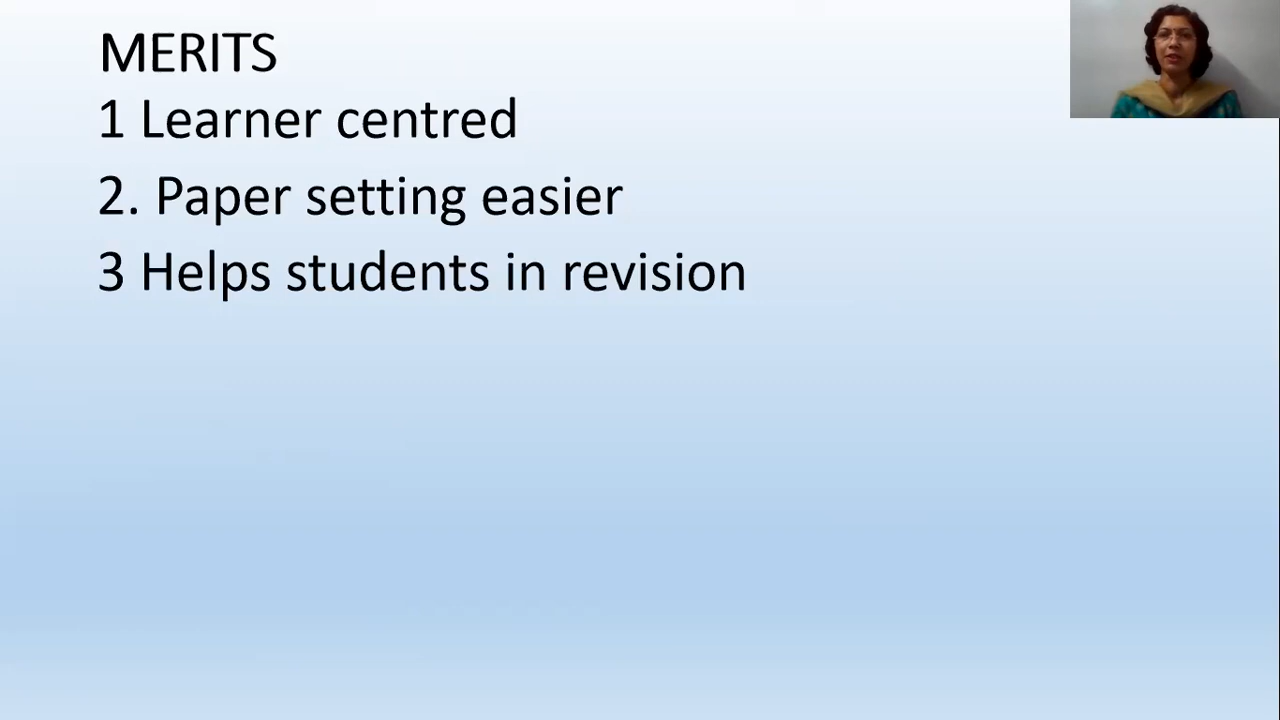 MERITS
1 Learner centred
2. Paper setting easier
3 Helps students in revision